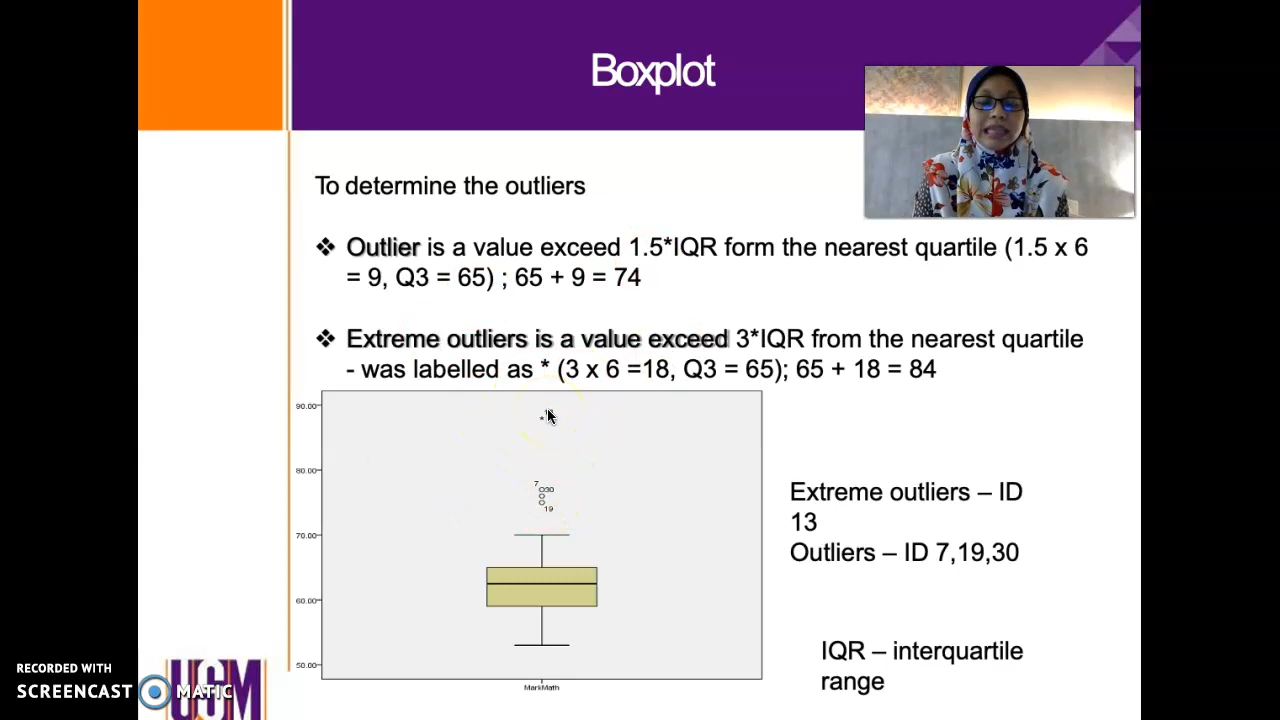 Boxplot
To determine the outliers
❖ Outlier is a value exceed 1.5*IQR form the nearest quartile (1.5 x 6
= 9, Q3 = 65) ; 65 + 9 = 74
❖ Extreme outliers is a value exceed 3*IQR from the nearest quartile
- was labelled as * (3 x 6 =18, Q3 = 65); 65 + 18 = 84
90.00
80.00
70.00
60.00
50.00
*
7
30
19
MarkMath
Extreme outliers – ID
13
Outliers – ID 7,19,30
IQR – interquartile
range
RECORDED WITH
SCREENCAST MATIC
USM